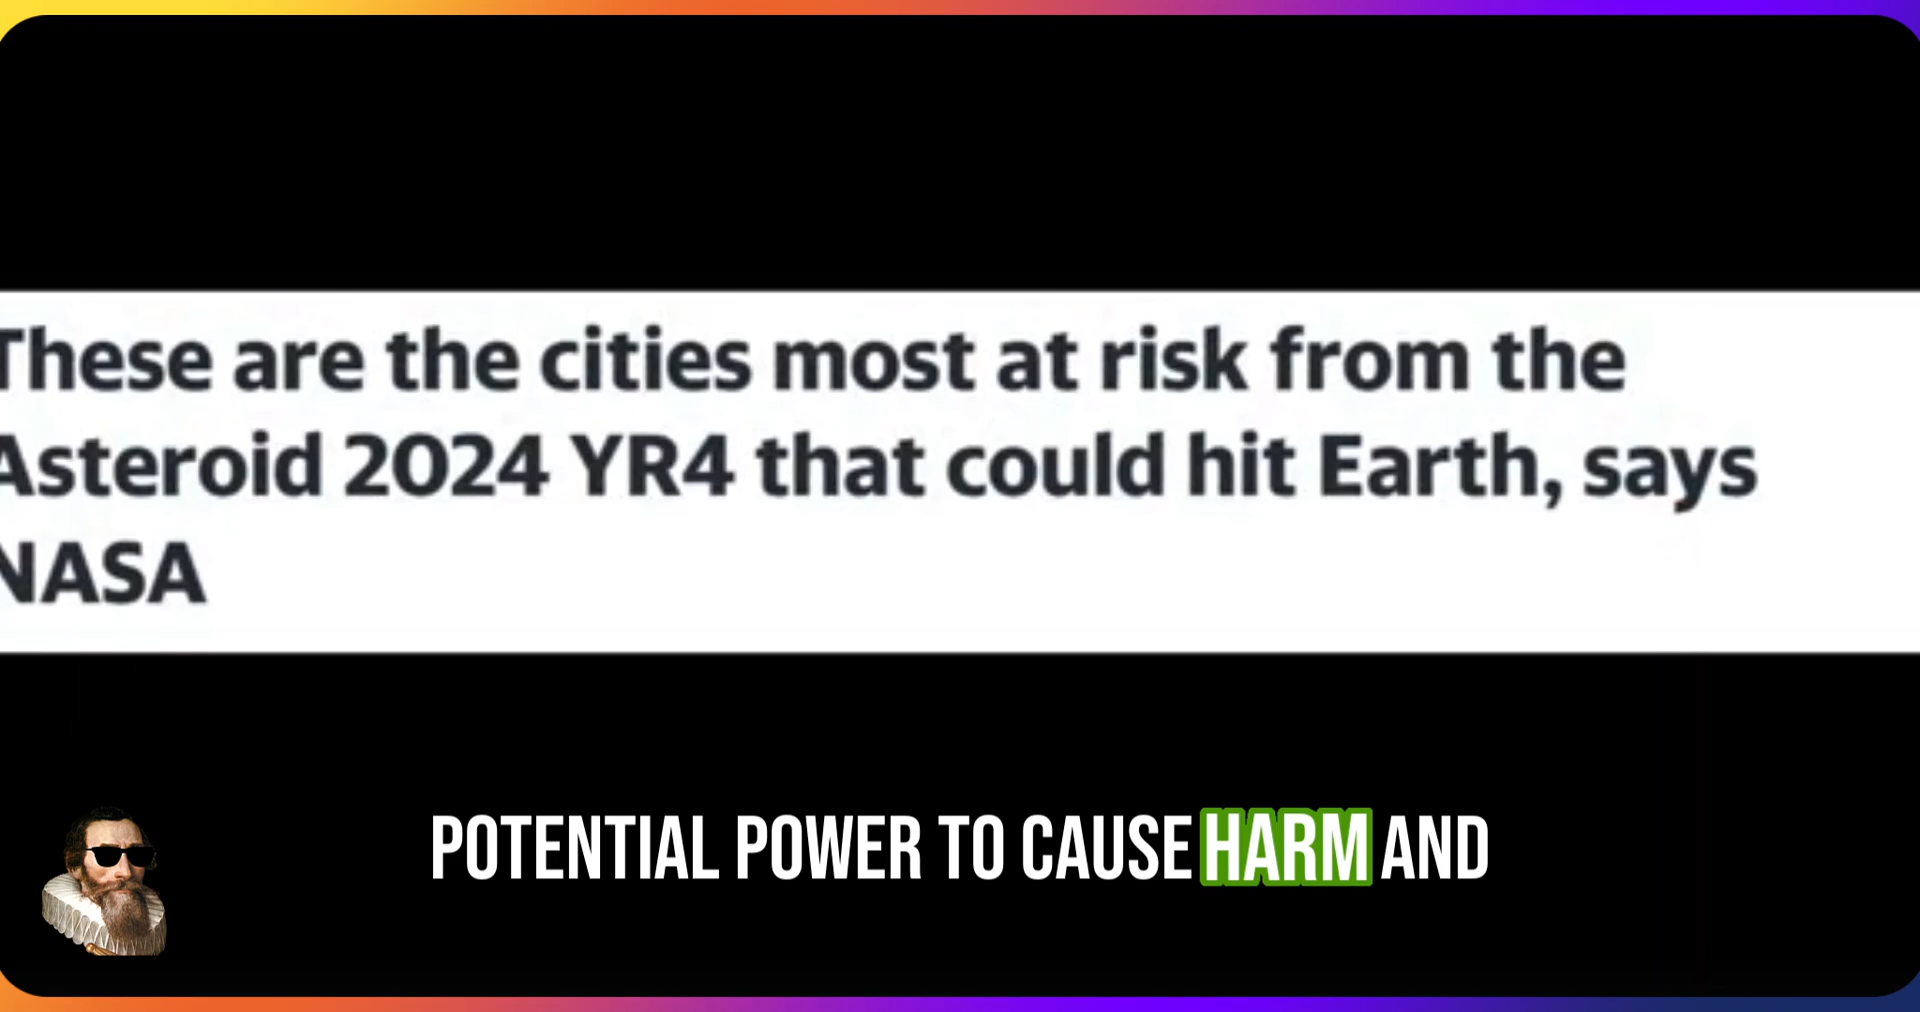 These are the cities most at risk from the
Asteroid 2024 YR4 that could hit Earth, says
NASA
POTENTIAL POWER TO CAUSE HARM AND